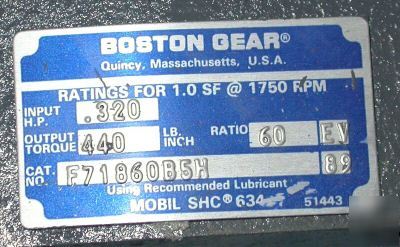 BOSTON GEAR®
Quincy, Massachusetts, U.S.A.
RATINGS FOR 1.0 SF @ 1750 RPM
INPUT H.P. .320
OUTPUT TORQUE 440 LB. INCH RATIO 60 EV
CAT. NO. F71860B5H 89
Using Recommended Lubricant
MOBIL SHC® 634 51443